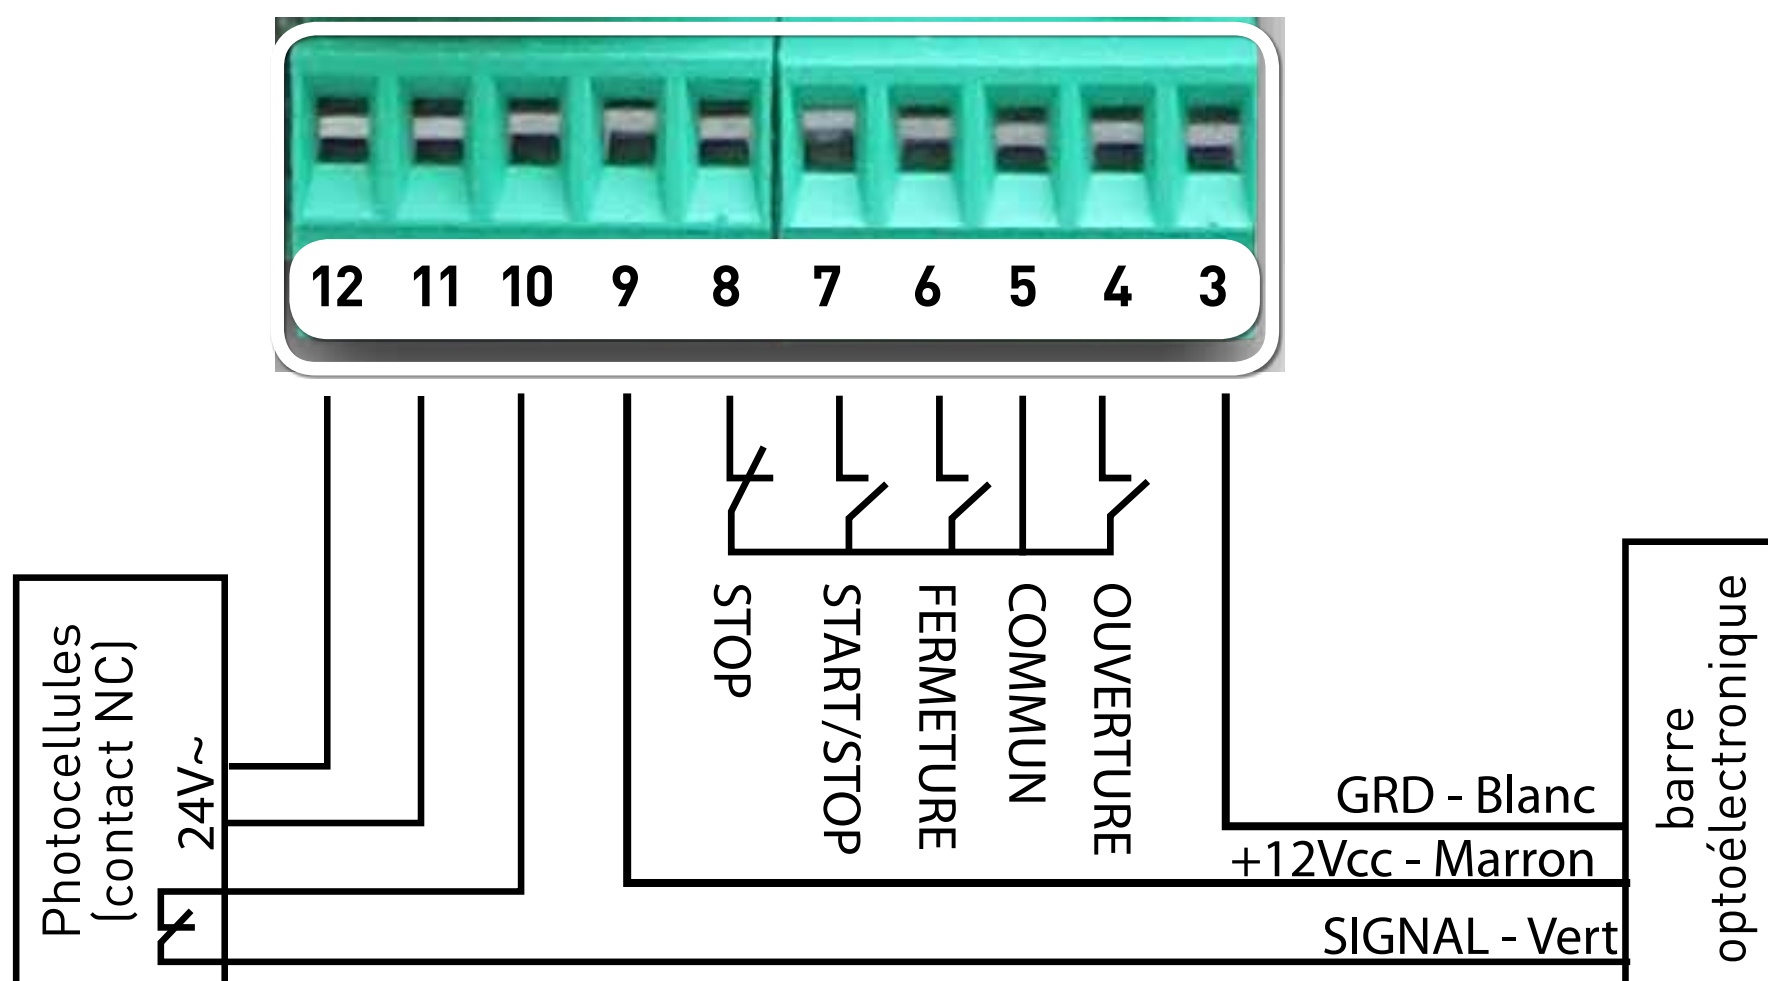 12 11 10 9 8 7 6 5 4 3
STOP
START/STOP
FERMETURE
COMMUN
OUVERTURE
Photocellules
(contact NC)
24V~
GRD - Blanc
+12Vcc - Marron
SIGNAL - Vert
barre
optoélectronique